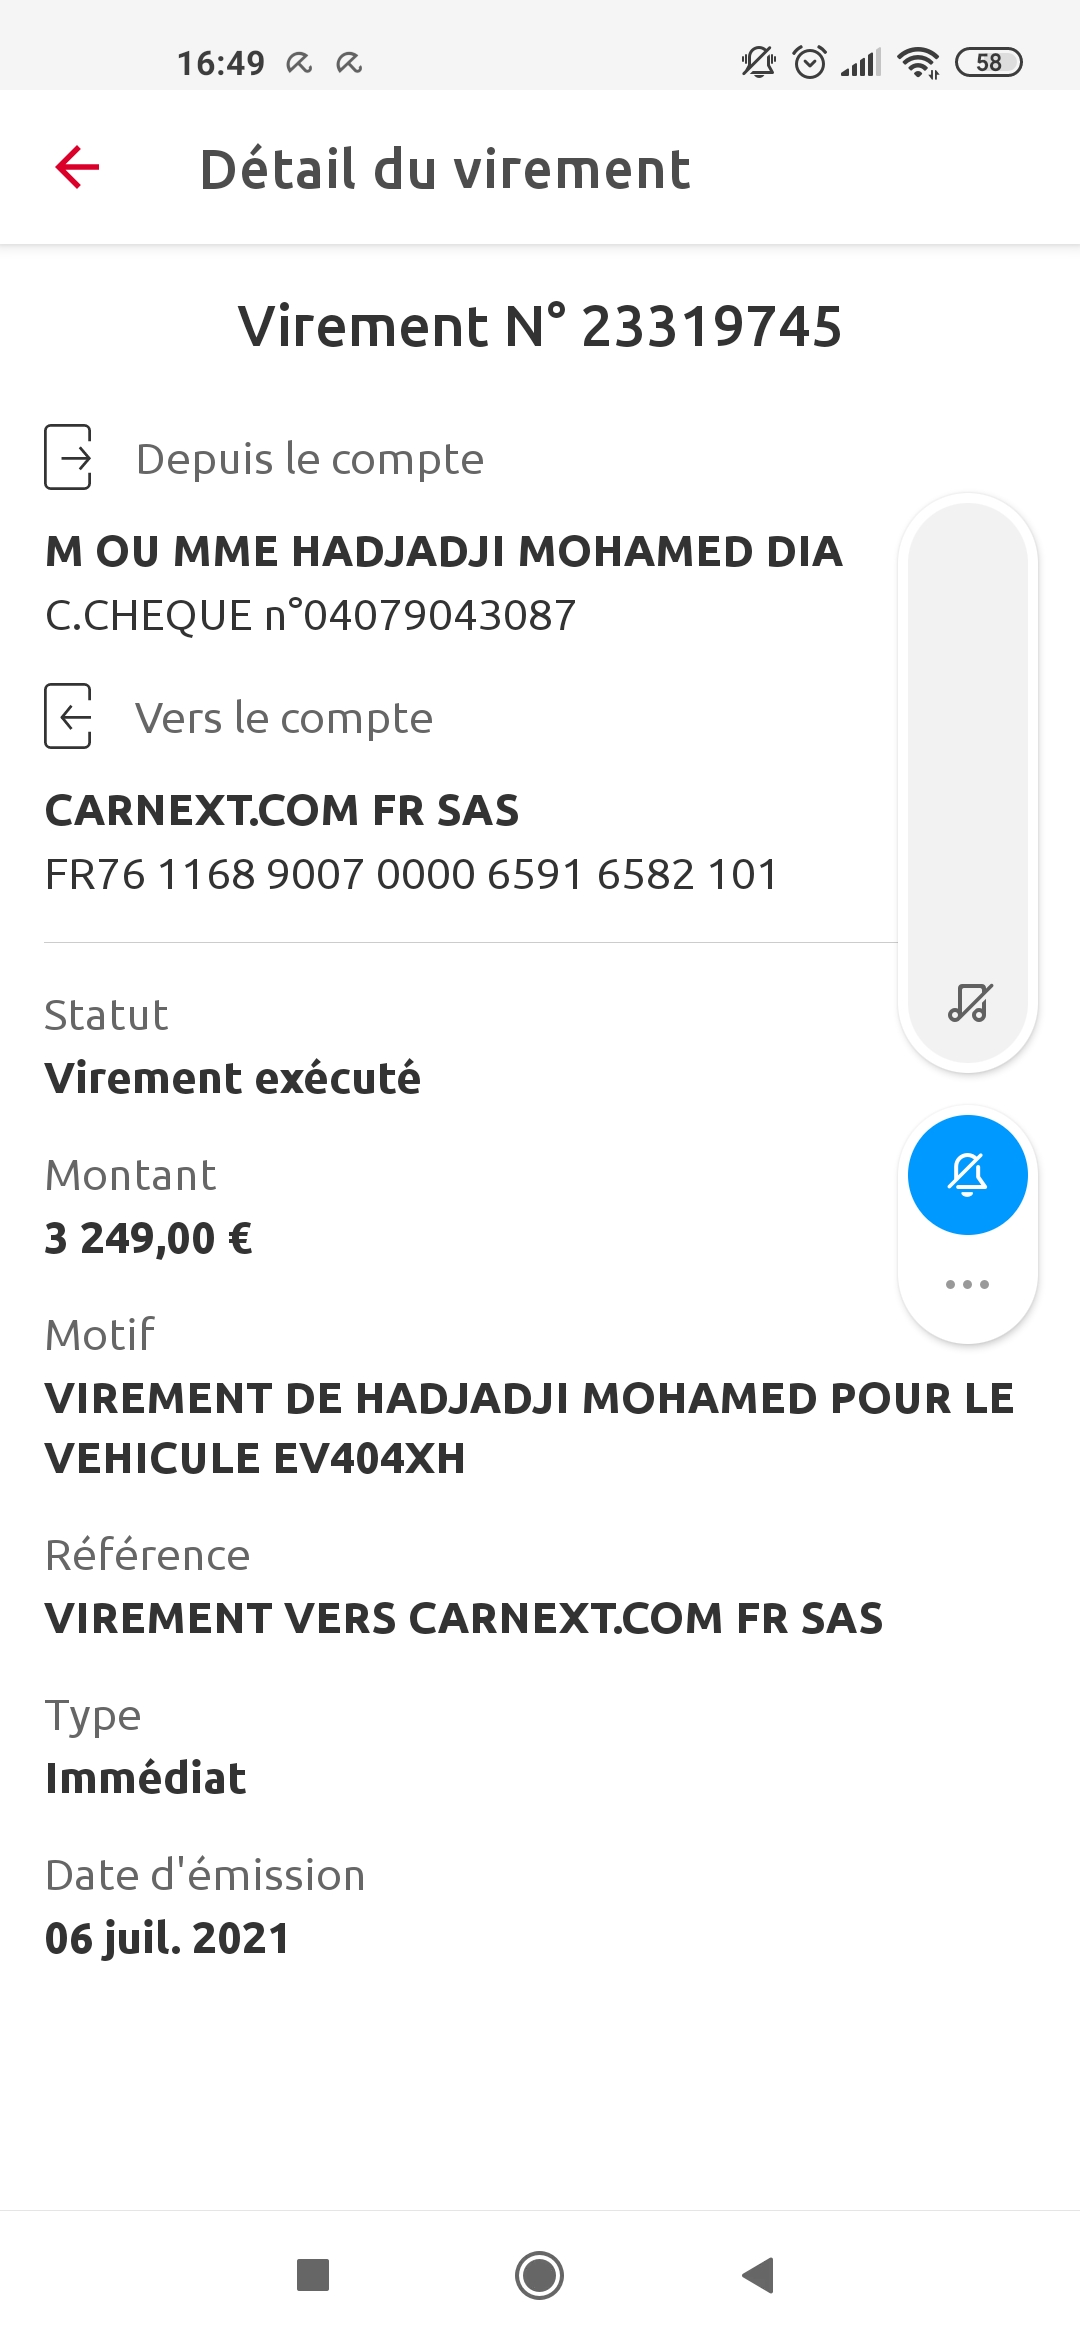 16:49
58
Détail du virement
Virement N° 23319745
Depuis le compte
M OU MME HADJADJI MOHAMED DIA
C.CHEQUE n°04079043087
Vers le compte
CARNEXT.COM FR SAS
FR76 1168 9007 0000 6591 6582 101
Statut
Virement exécuté
Montant
3 249,00 €
Motif
VIREMENT DE HADJADJI MOHAMED POUR LE
VEHICULE EV404XH
Référence
VIREMENT VERS CARNEXT.COM FR SAS
Type
Immédiat
Date d'émission
06 juil. 2021